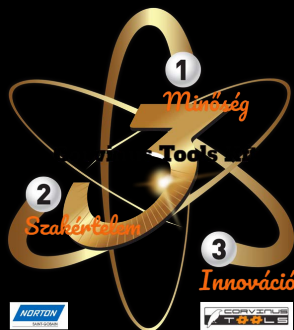 1
Minőség
Tools
2
Szakértelem
3
Innováció
NORTON
SAINT-GOBAIN
CORVINUS
TOOLS